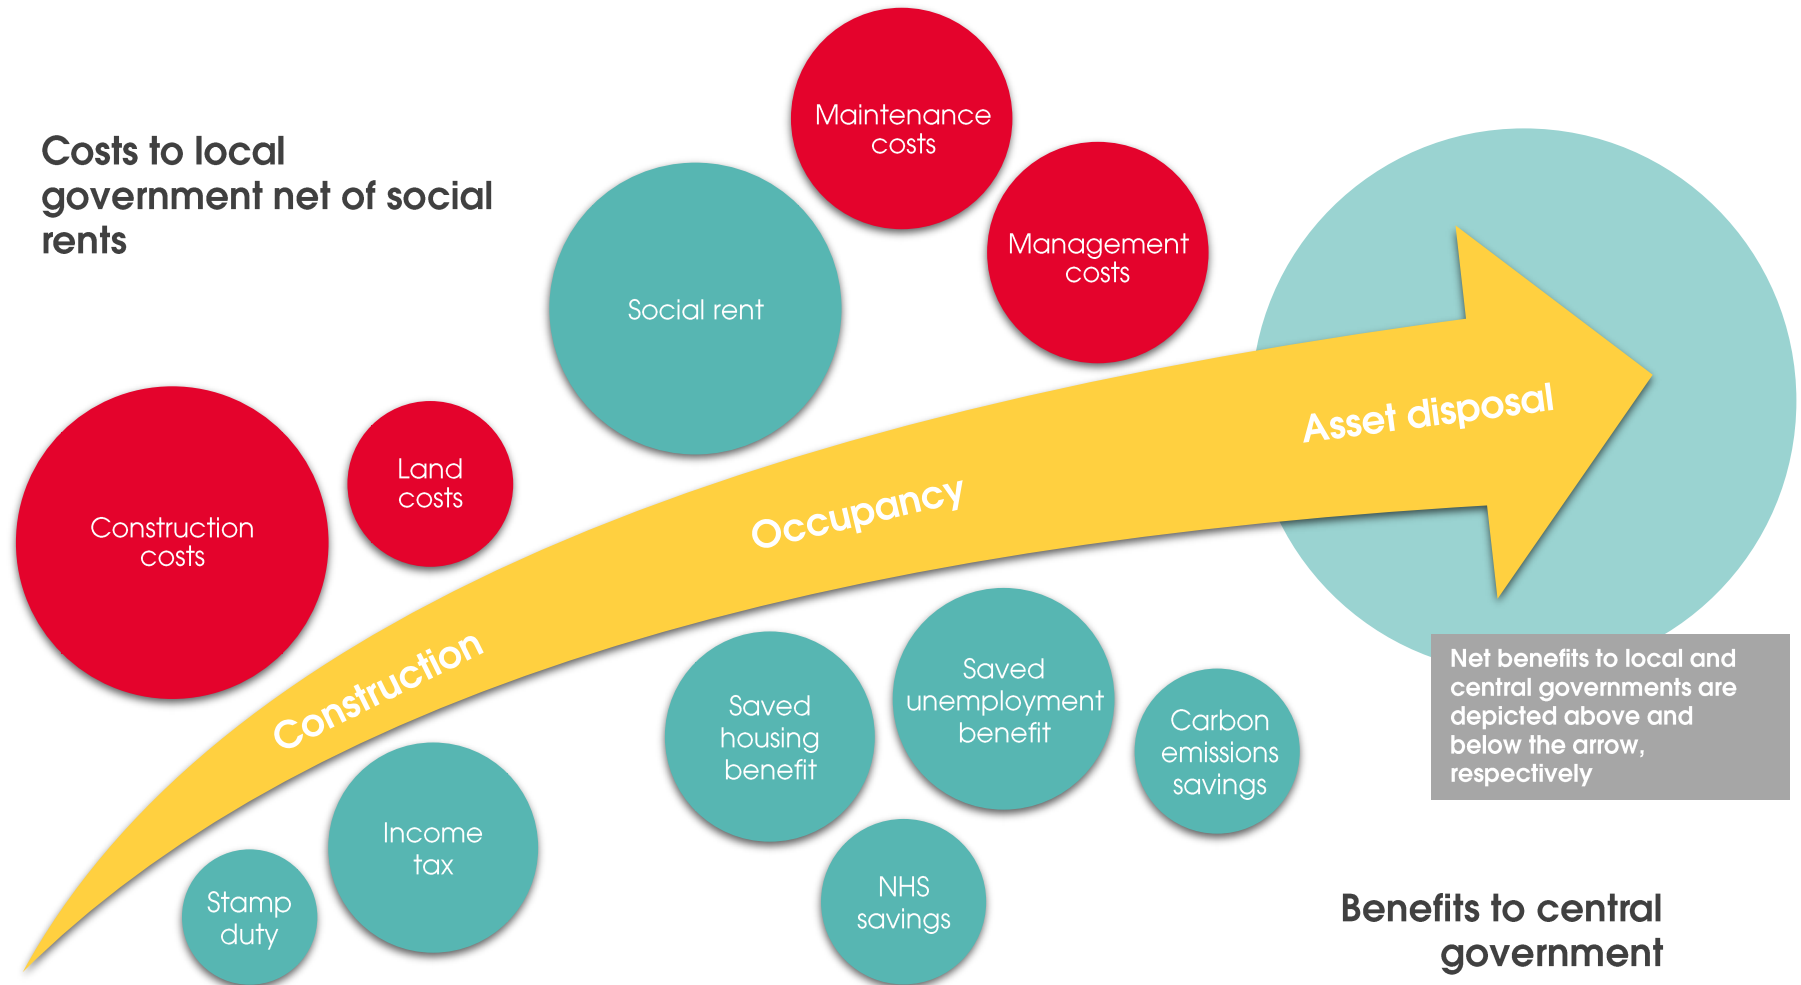 Costs to local
government net of social
rents
Maintenance
costs
Management
costs
Social rent
Land
costs
Construction
costs
Asset disposal
Occupancy
Construction
Net benefits to local and
central governments are
depicted above and
below the arrow,
respectively
Saved
unemployment
benefit
Saved
housing
benefit
Carbon
emissions
savings
Income
tax
Stamp
duty
NHS
savings
Benefits to central
government